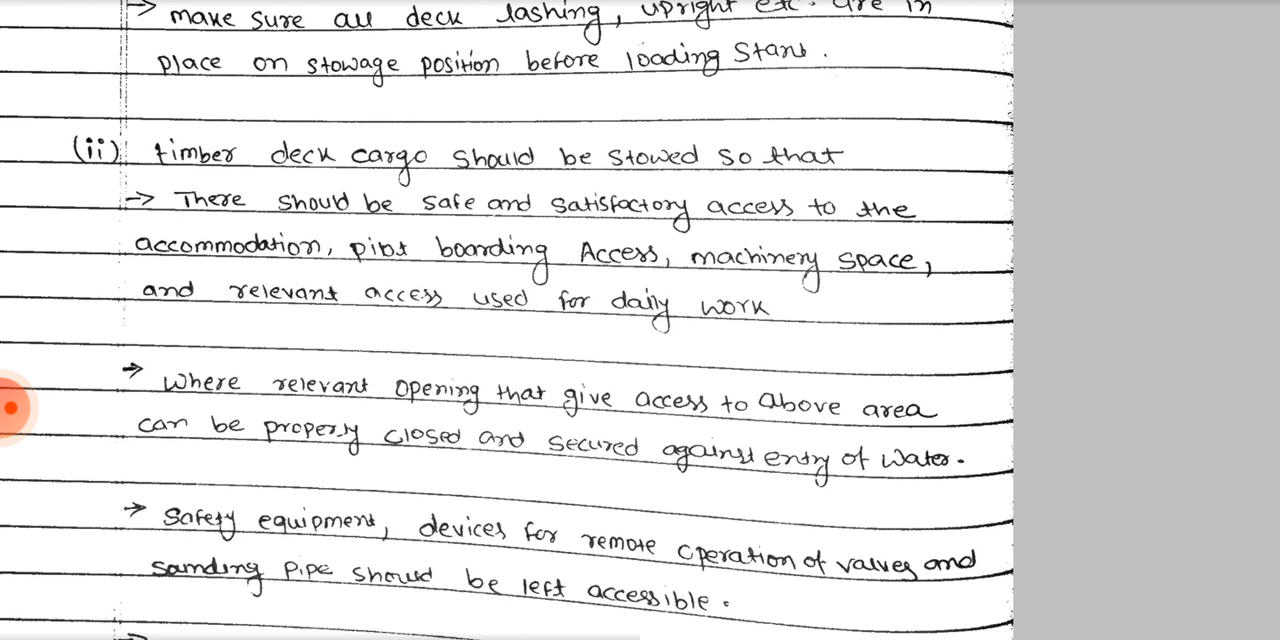 → make sure all deck lashing, upright etc. are in
place on stowage position before loading Start.
(ii) timber deck cargo should be stowed so that
→ There should be safe and satisfactory access to the
accommodation, pilot boarding Access, machinery space,
and relevant access used for daily work
→ where relevant opening that give access to above area
can be properly closed and secured against entry of water.
→ Safety equipment, devices for remote operation of valves and
sounding pipe should be left accessible.